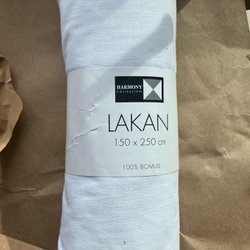 HARMONY
COLLECTION
LAKAN
150 x 250 cm
100% BOMULL